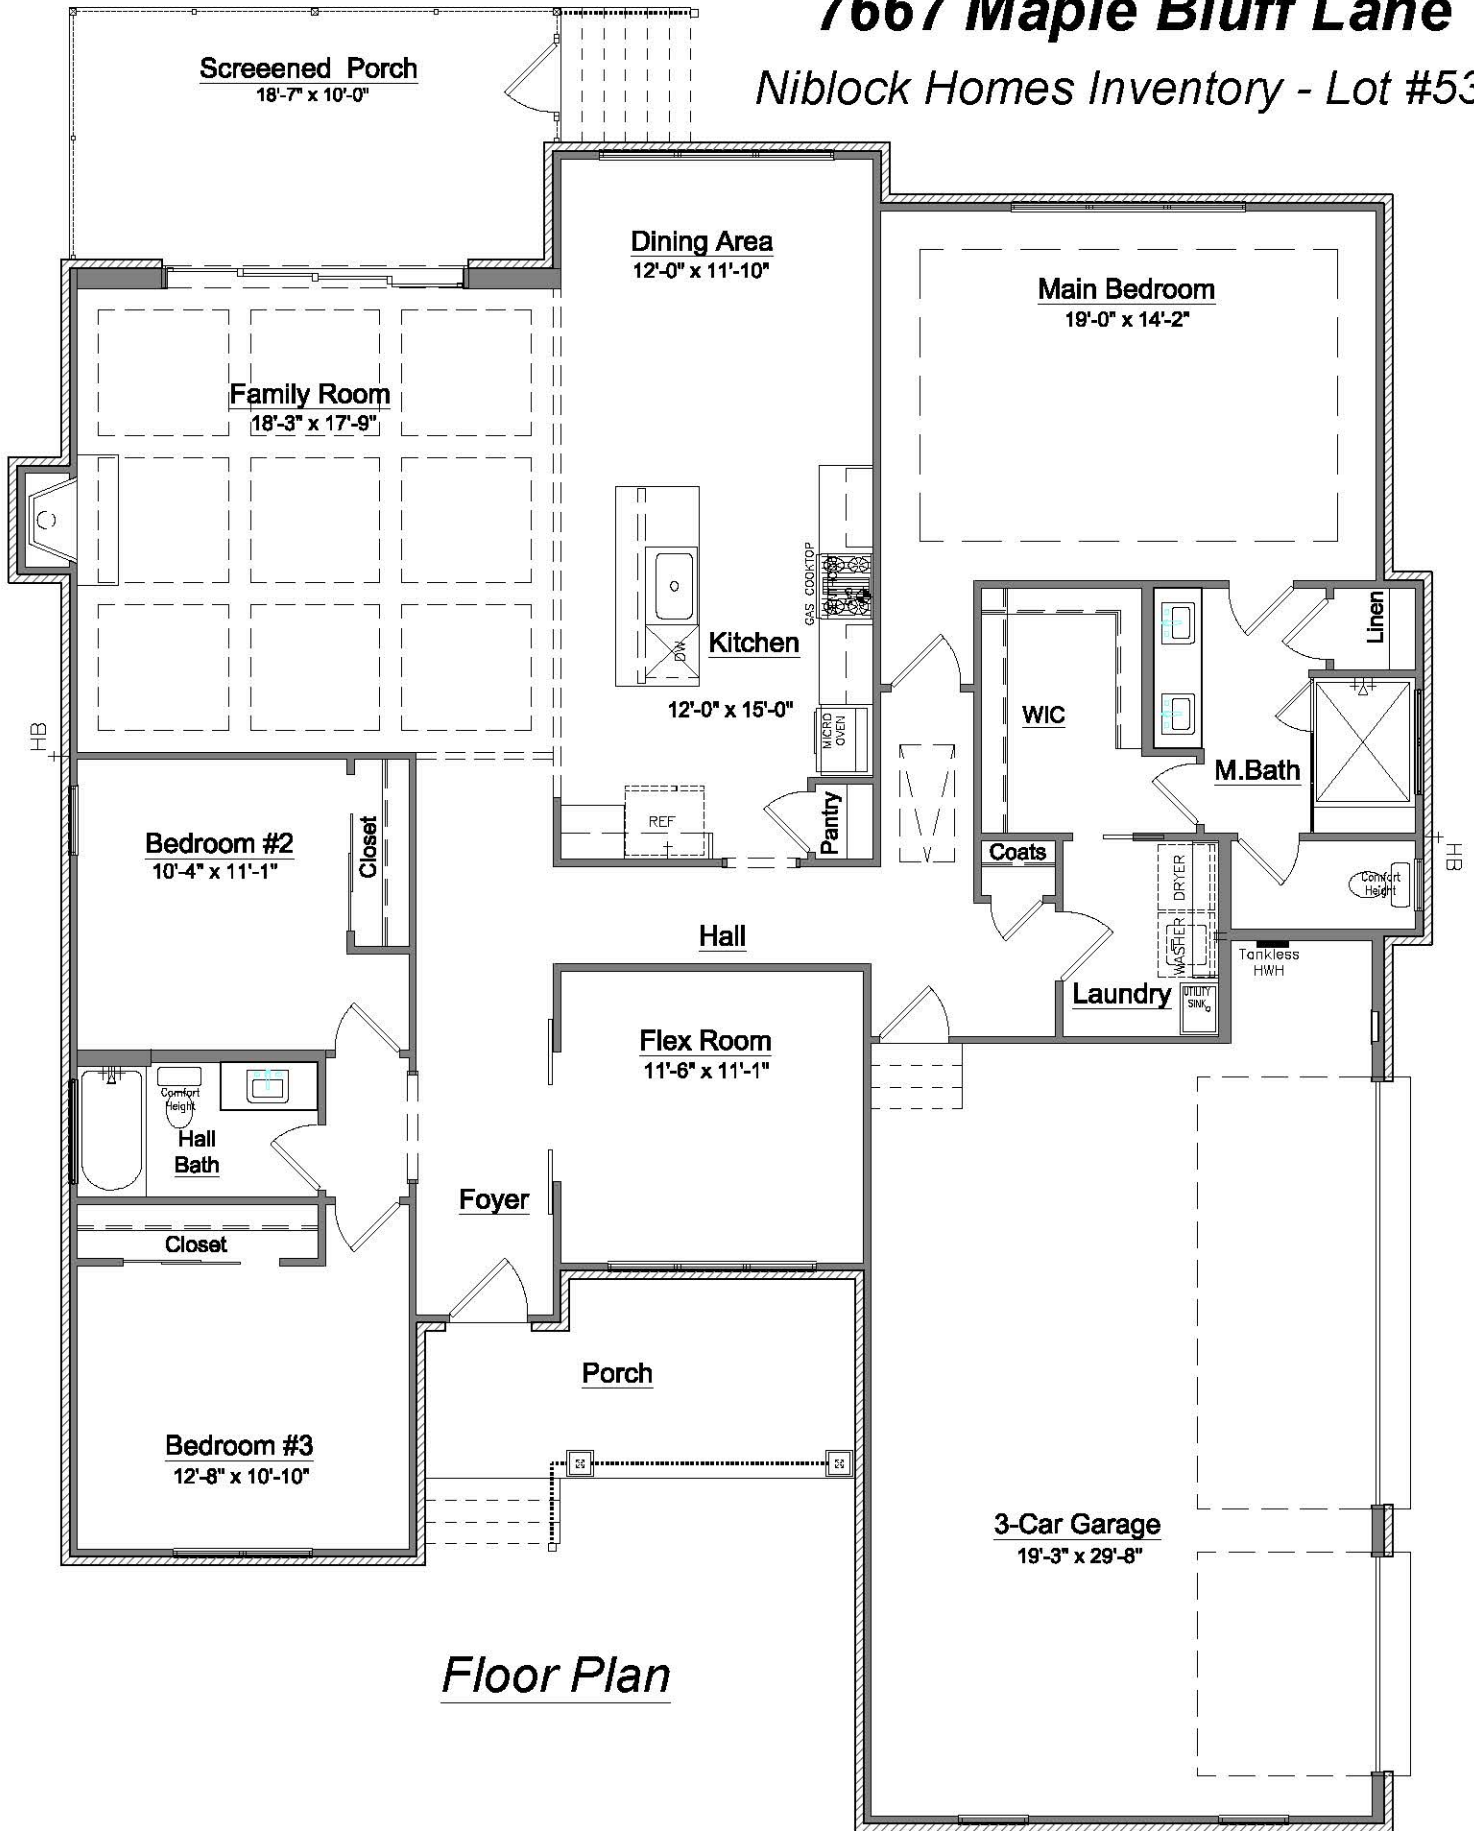 7667 Maple Bluff Lane
Niblock Homes Inventory - Lot #53
Screeened Porch
18'-7" x 10'-0"
Dining Area
12'-0" x 11'-10"
Main Bedroom
19'-0" x 14'-2"
Family Room
18'-3" x 17'-9"
GAS COOKTOP
Kitchen
12'-0" x 15'-0"
DW
MICRO
OVEN
Linen
WIC
M.Bath
HB
Bedroom #2
10'-4" x 11'-1"
Closet
REF
Pantry
Coats
DRYER
WASHER
Comfort
Height
HB
Hall
Tankless
HWH
Laundry
UTILITY
SINK
Flex Room
11'-6" x 11'-1"
Comfort
Height
Hall
Bath
Foyer
Closet
Porch
Bedroom #3
12'-8" x 10'-10"
3-Car Garage
19'-3" x 29'-8"
Floor Plan